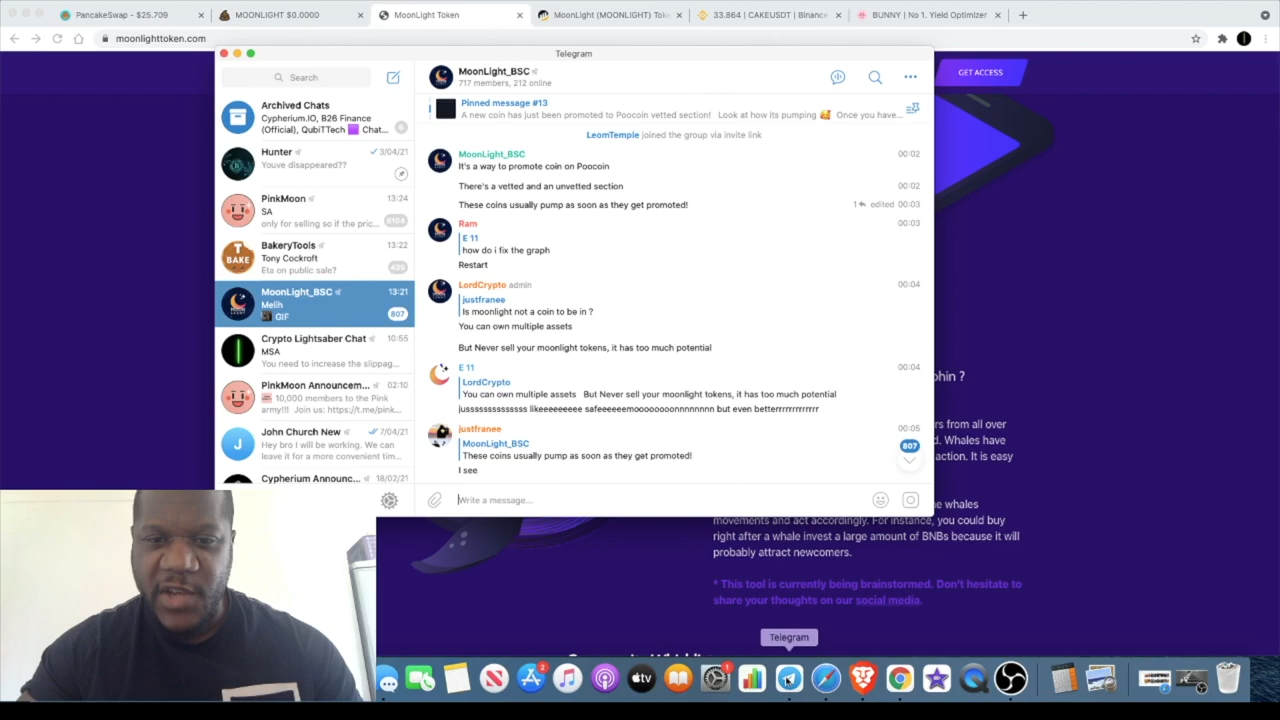 PancakeSwap - $25.709
MOONLIGHT $0.0000
MoonLight Token
MoonLight (MOONLIGHT) Tok
33.864 | CAKEUSDT | Binance
BUNNY | No 1. Yield Optimizer
moonlighttoken.com
Telegram
Search
MoonLight_BSC
717 members, 212 online
GET ACCESS
Archived Chats
Cypherium.IO, B26 Finance
(Official), QubiTTech Chat...
6
Hunter
3/04/21
Youve disappeared??
PinkMoon
13:24
SA
only for selling so if the pric...
6104
BakeryTools
13:22
Tony Cockroft
Eta on public sale?
MoonLight_BSC
13:21
Melih
GIF
807
Crypto Lightsaber Chat
10:55
MSA
You need to increase the slippag...
PinkMoon Announcem...
02:10
10,000 members to the Pink
army!!! Join us: https://t.me/pink...
John Church New
7/04/21
Hey bro I will be working. We can
leave it for a more convenient tim...
Cypherium Announc...
18/02/21
Pinned message #13
A new coin has just been promoted to Poocoin vetted section! Look at how its pumping Once you have...
LeomTemple joined the group via invite link
MoonLight_BSC
00:02
It's a way to promote coin on Poocoin
There's a vetted and an unvetted section
00:02
These coins usually pump as soon as they get promoted!
1 edited 00:03
Ram
00:03
E 11
how do i fix the graph
Restart
LordCrypto admin
00:04
justfranee
Is moonlight not a coin to be in ?
You can own multiple assets
But Never sell your moonlight tokens, it has too much potential
E 11
00:04
LordCrypto
You can own multiple assets But Never sell your moonlight tokens, it has too much potential
justfranee
00:05
MoonLight_BSC
These coins usually pump as soon as they get promoted!
I see
807
Write a message...
phin ?
rs from all over
d. Whales have
action. It is easy
e whales
movements and act accordingly. For instance, you could buy
right after a whale invest a large amount of BNBs because it will
probably attract newcomers.
* This tool is currently being brainstormed. Don't hesitate to
share your thoughts on our social media.
Telegram
2
tv
1